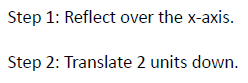 Step 1: Reflect over the x-axis.
Step 2: Translate 2 units down.